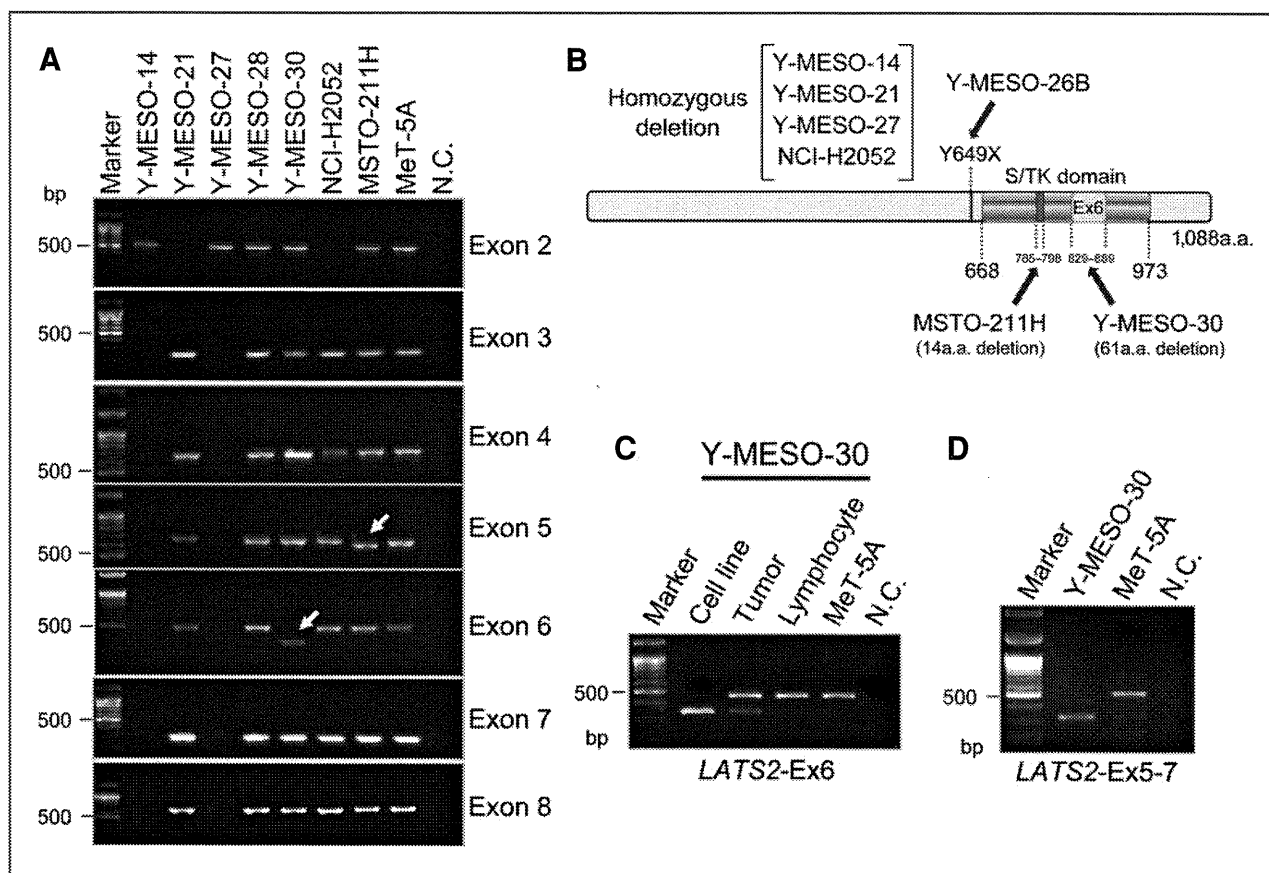 A
Marker
Y-MESO-14
Y-MESO-21
Y-MESO-27
Y-MESO-28
Y-MESO-30
NCI-H2052
MSTO-211H
MeT-5A
N.C.
bp
500
Exon 2
500
Exon 3
500
Exon 4
500
Exon 5
500
Exon 6
500
Exon 7
500
Exon 8
B
Homozygous
deletion
Y-MESO-14
Y-MESO-21
Y-MESO-27
NCI-H2052
Y-MESO-26B
Y649X
S/TK domain
Ex6
1,088a.a.
668
785-798
829-889
973
MSTO-211H
(14a.a. deletion)
Y-MESO-30
(61a.a. deletion)
C
Y-MESO-30
Marker
Cell line
Tumor
Lymphocyte
MeT-5A
N.C.
500
bp
LATS2-Ex6
D
Marker
Y-MESO-30
MeT-5A
N.C.
500
bp
LATS2-Ex5-7